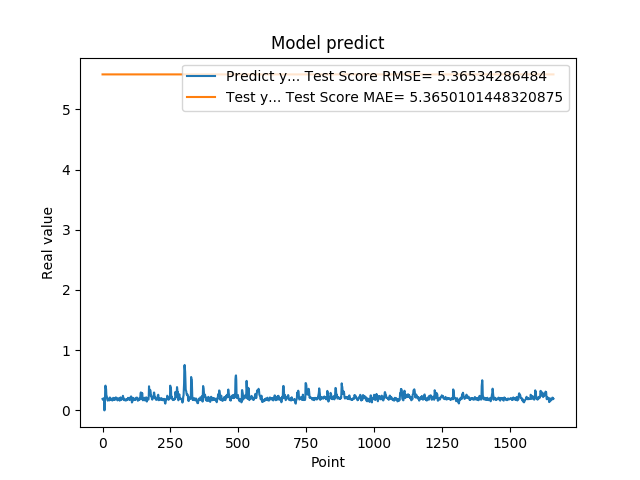 Model predict
Predict y... Test Score RMSE= 5.36534286484
Test y... Test Score MAE= 5.3650101448320875
Real value
5
4
3
2
1
0
0 250 500 750 1000 1250 1500
Point